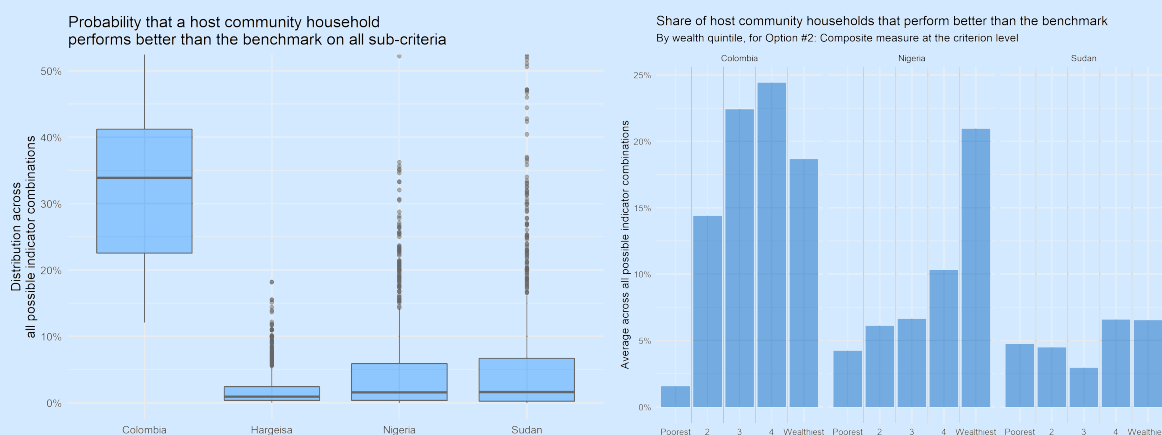 Probability that a host community household
performs better than the benchmark on all sub-criteria
Distribution across
all possible indicator combinations
50%
40%
30%
20%
10%
0%
Colombia Hargeisa Nigeria Sudan
Share of host community households that perform better than the benchmark
By wealth quintile, for Option #2: Composite measure at the criterion level
Colombia Nigeria Sudan
Average across all possible indicator combinations
25%
20%
15%
10%
5%
0%
Poorest 2 3 4 Wealthiest Poorest 2 3 4 Wealthiest Poorest 2 3 4 Wealthie